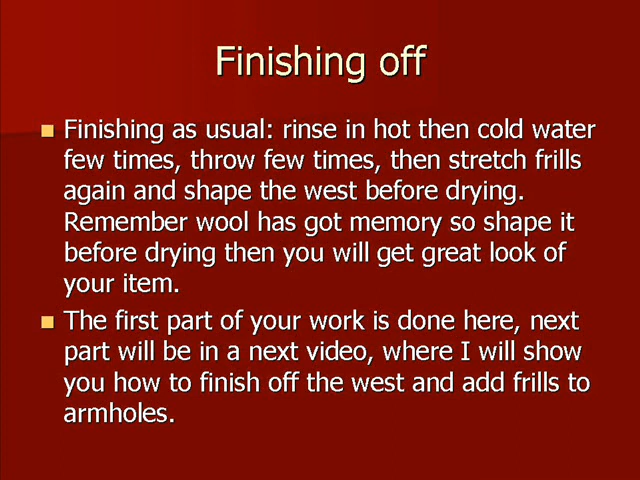 Finishing off
Finishing as usual: rinse in hot then cold water
few times, throw few times, then stretch frills
again and shape the west before drying.
Remember wool has got memory so shape it
before drying then you will get great look of
your item.
The first part of your work is done here, next
part will be in a next video, where I will show
you how to finish off the west and add frills to
armholes.